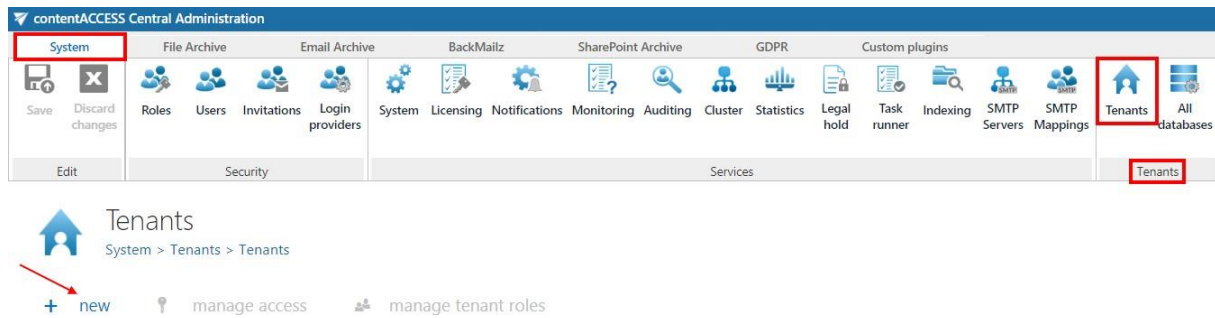 contentACCESS Central Administration
System File Archive Email Archive BackMailz SharePoint Archive GDPR Custom plugins
Save Discard changes Roles Users Invitations Login providers System Licensing Notifications Monitoring Auditing Cluster Statistics Legal hold Task runner Indexing SMTP Servers SMTP Mappings Tenants All databases
Edit Security Services Tenants
Tenants
System > Tenants > Tenants
+ new manage access manage tenant roles